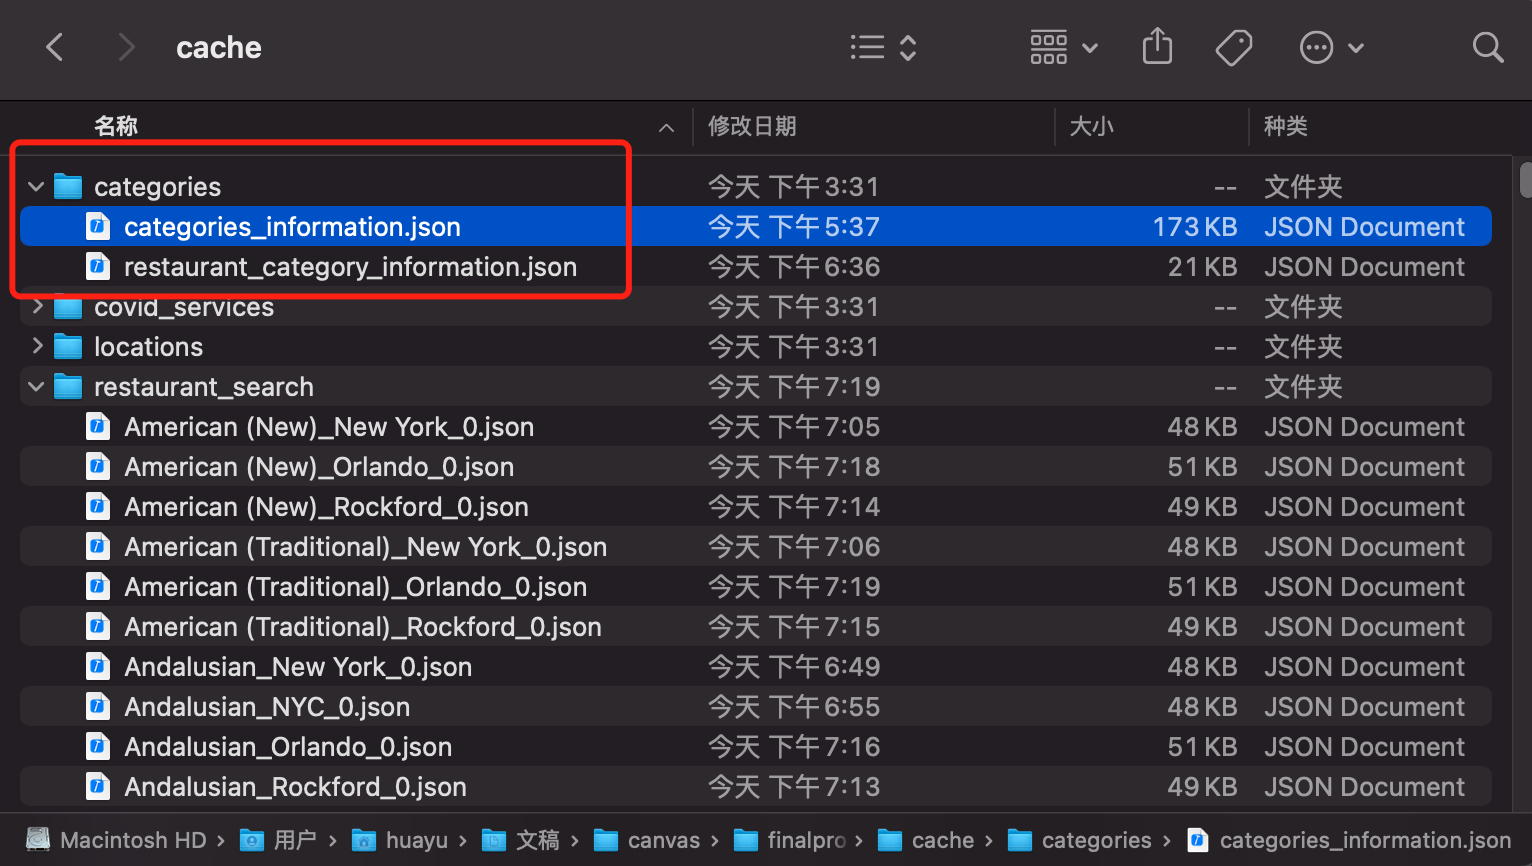 cache
名称 修改日期 大小 种类
categories 今天 下午3:31 -- 文件夹
categories_information.json 今天 下午5:37 173 KB JSON Document
restaurant_category_information.json 今天 下午6:36 21 KB JSON Document
covid_services 今天 下午3:31 -- 文件夹
locations 今天 下午3:31 -- 文件夹
restaurant_search 今天 下午7:19 -- 文件夹
American (New)_New York_0.json 今天 下午7:05 48 KB JSON Document
American (New)_Orlando_0.json 今天 下午7:18 51 KB JSON Document
American (New)_Rockford_0.json 今天 下午7:14 49 KB JSON Document
American (Traditional)_New York_0.json 今天 下午7:06 48 KB JSON Document
American (Traditional)_Orlando_0.json 今天 下午7:19 51 KB JSON Document
American (Traditional)_Rockford_0.json 今天 下午7:15 49 KB JSON Document
Andalusian_New York_0.json 今天 下午6:49 48 KB JSON Document
Andalusian_NYC_0.json 今天 下午6:55 48 KB JSON Document
Andalusian_Orlando_0.json 今天 下午7:16 51 KB JSON Document
Andalusian_Rockford_0.json 今天 下午7:13 49 KB JSON Document
Macintosh HD › 用户 › huayu › 文稿 › canvas › finalpro › cache › categories › categories_information.json